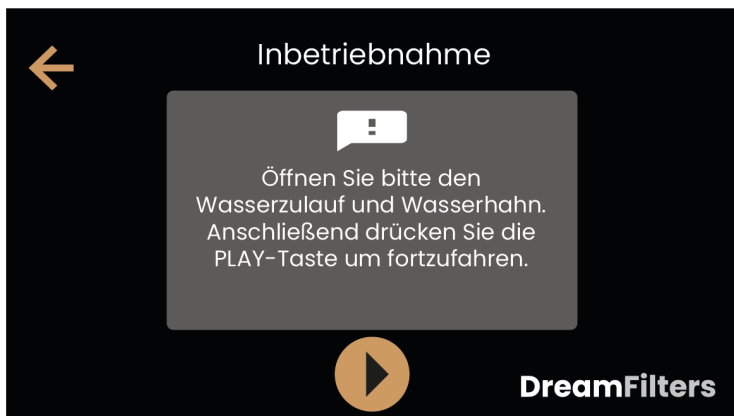 Inbetriebnahme
Öffnen Sie bitte den
Wasserzulauf und Wasserhahn.
Anschließend drücken Sie die
PLAY-Taste um fortzufahren.
DreamFilters